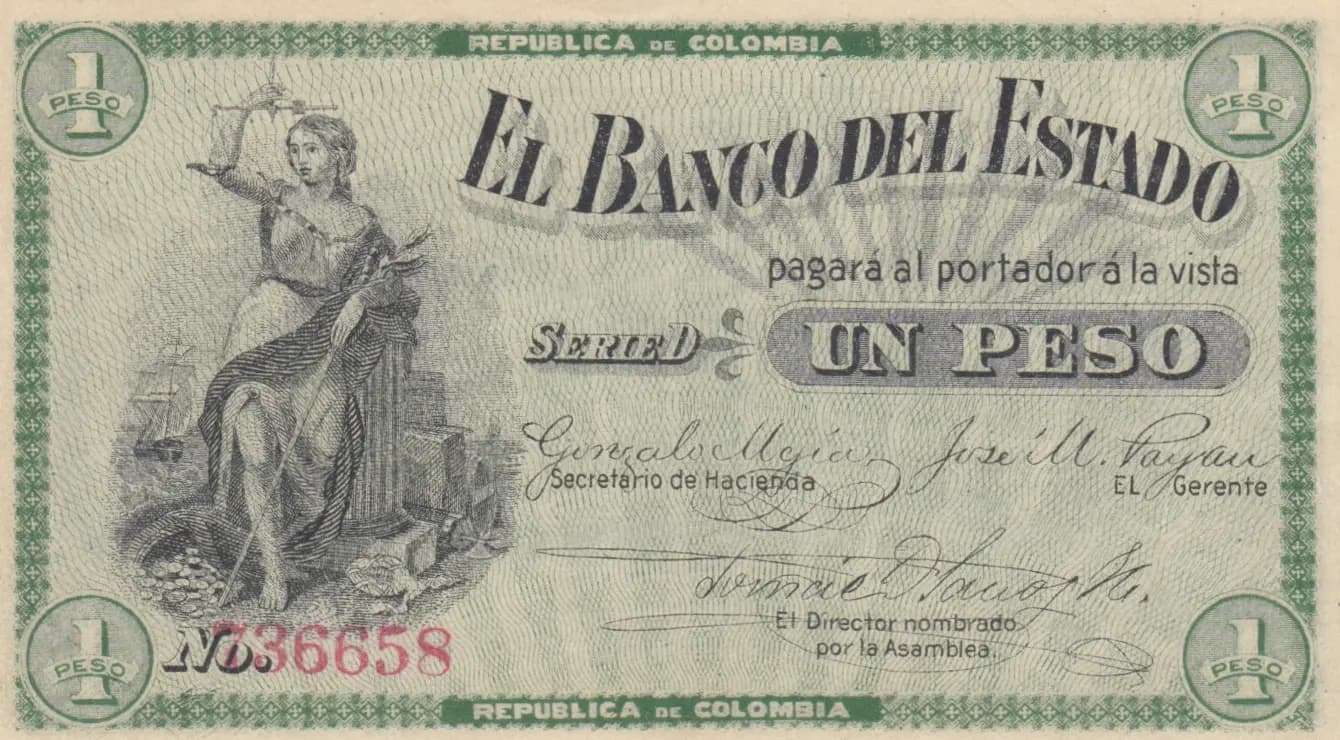 REPUBLICA DE COLOMBIA
1 PESO
1 PESO
EL BANCO DEL ESTADO
pagará al portador á la vista
SERIE D
UN PESO
Gonzalo Mejía
José M. Payan
Secretario de Hacienda
EL Gerente
El Director nombrado
por la Asamblea.
No. 736658
1 PESO
1 PESO
REPUBLICA DE COLOMBIA